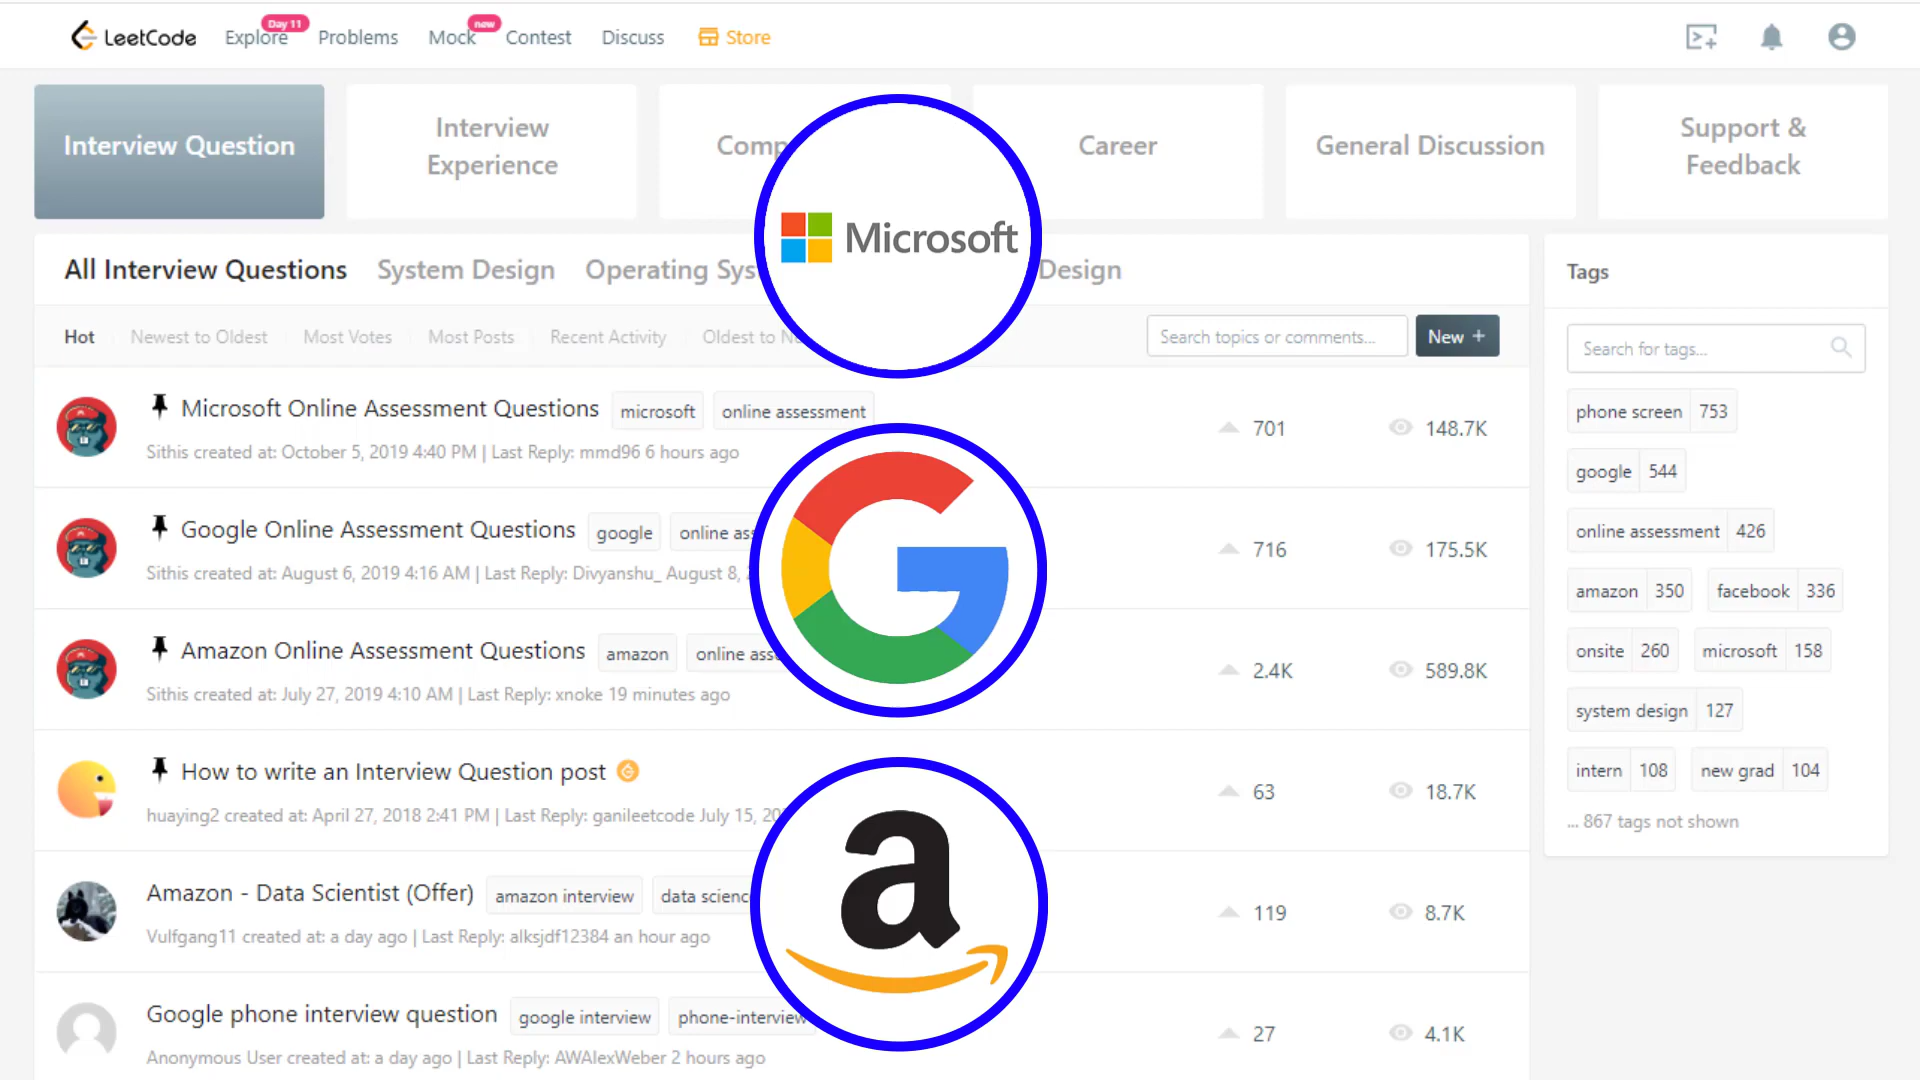 Day 11
new
LeetCode Explore Problems Mock Contest Discuss Store
Interview Question
Interview
Experience
Comp
Career
General Discussion
Support &
Feedback
Microsoft
All Interview Questions System Design Operating Sys Design
Hot Newest to Oldest Most Votes Most Posts Recent Activity Oldest to N
Search topics or comments...
New +
Microsoft Online Assessment Questions microsoft online assessment
Sithis created at: October 5, 2019 4:40 PM | Last Reply: mmd96 6 hours ago
701 148.7K
Google Online Assessment Questions google online ass
Sithis created at: August 6, 2019 4:16 AM | Last Reply: Divyanshu_ August 8, 2
716 175.5K
Amazon Online Assessment Questions amazon online ass
Sithis created at: July 27, 2019 4:10 AM | Last Reply: xnoke 19 minutes ago
2.4K 589.8K
How to write an Interview Question post
huaying2 created at: April 27, 2018 2:41 PM | Last Reply: ganileetcode July 15, 20
63 18.7K
Amazon - Data Scientist (Offer) amazon interview data scienc
Vulfgang11 created at: a day ago | Last Reply: alksjdf12384 an hour ago
119 8.7K
Google phone interview question google interview phone-interview
Anonymous User created at: a day ago | Last Reply: AWAlexWeber 2 hours ago
27 4.1K
Tags
Search for tags...
phone screen 753
google 544
online assessment 426
amazon 350 facebook 336
onsite 260 microsoft 158
system design 127
intern 108 new grad 104
... 867 tags not shown
G
a